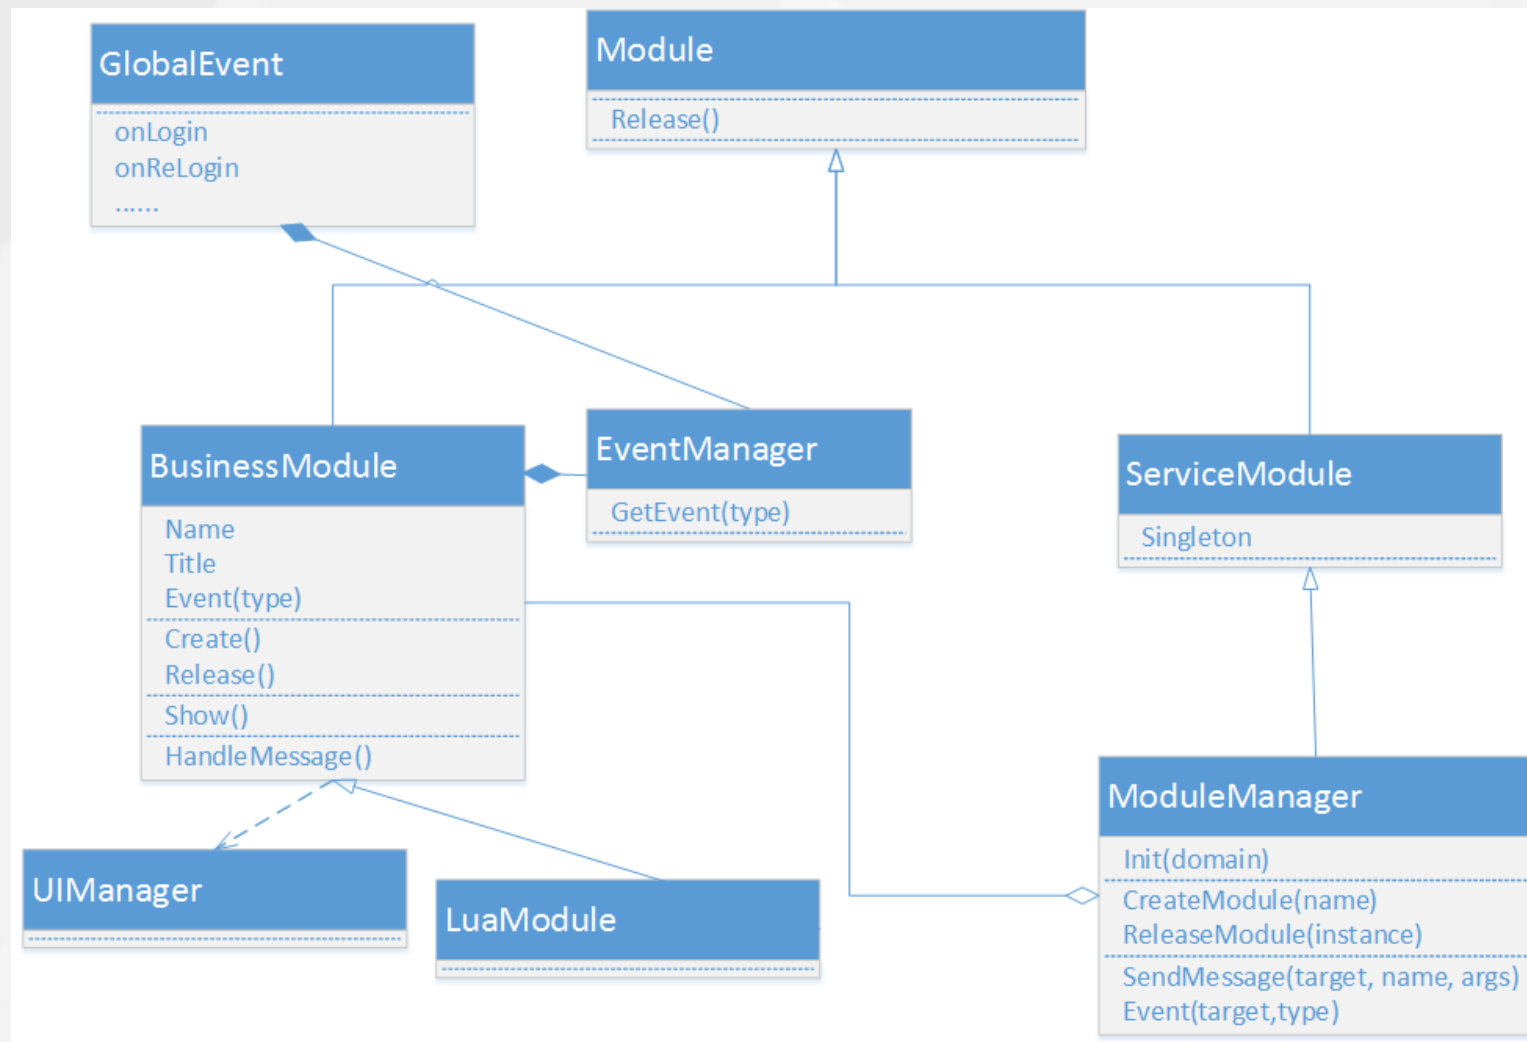 GlobalEvent
onLogin
onReLogin
......
Module
Release()
BusinessModule
Name
Title
Event(type)
Create()
Release()
Show()
HandleMessage()
EventManager
GetEvent(type)
ServiceModule
Singleton
UIManager
LuaModule
ModuleManager
Init(domain)
CreateModule(name)
ReleaseModule(instance)
SendMessage(target, name, args)
Event(target,type)